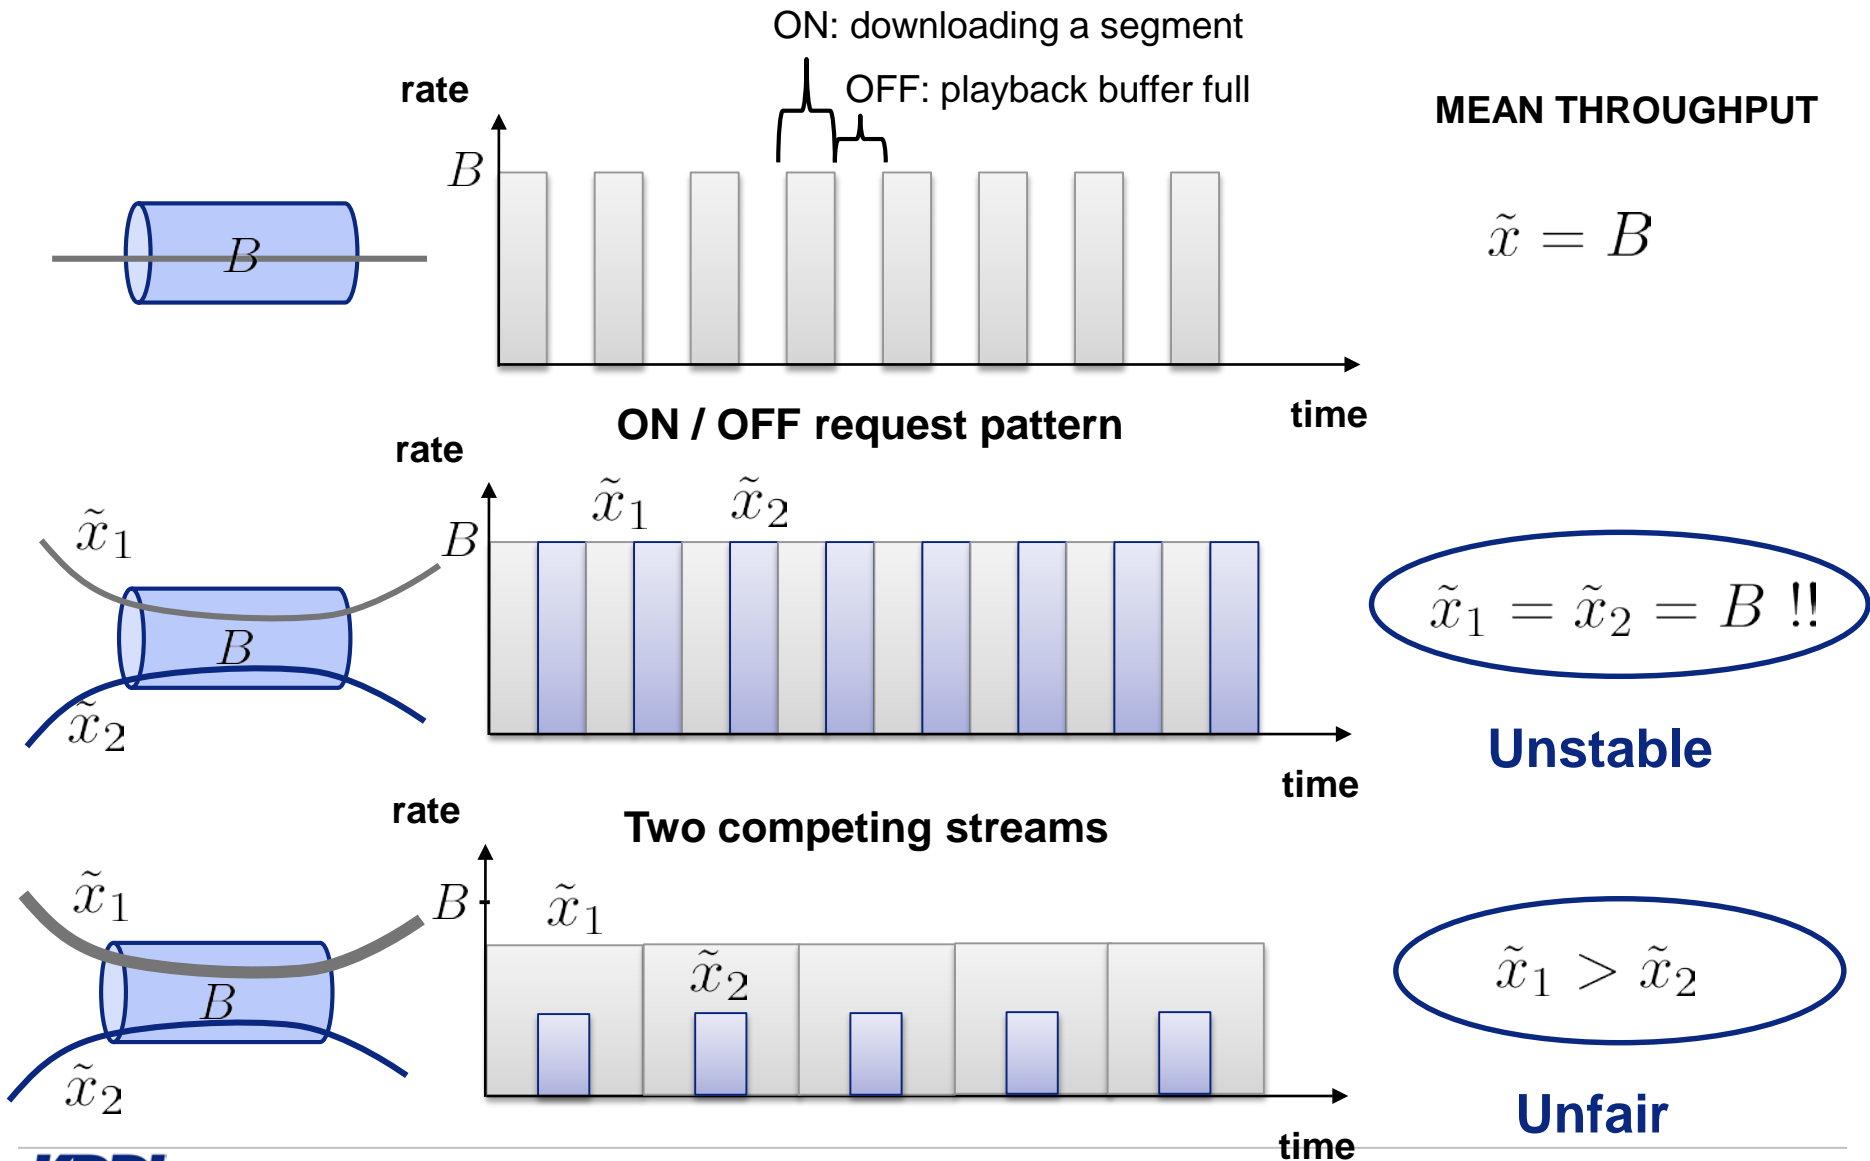 ON: downloading a segment
rate
OFF: playback buffer full
MEAN THROUGHPUT
B
x̃ = B
B
time
ON / OFF request pattern
rate
x̃1
x̃2
x̃1
B
x̃1 = x̃2 = B !!
B
x̃2
Unstable
time
rate
Two competing streams
x̃1
B
x̃1
x̃2
x̃1 > x̃2
B
x̃2
Unfair
time